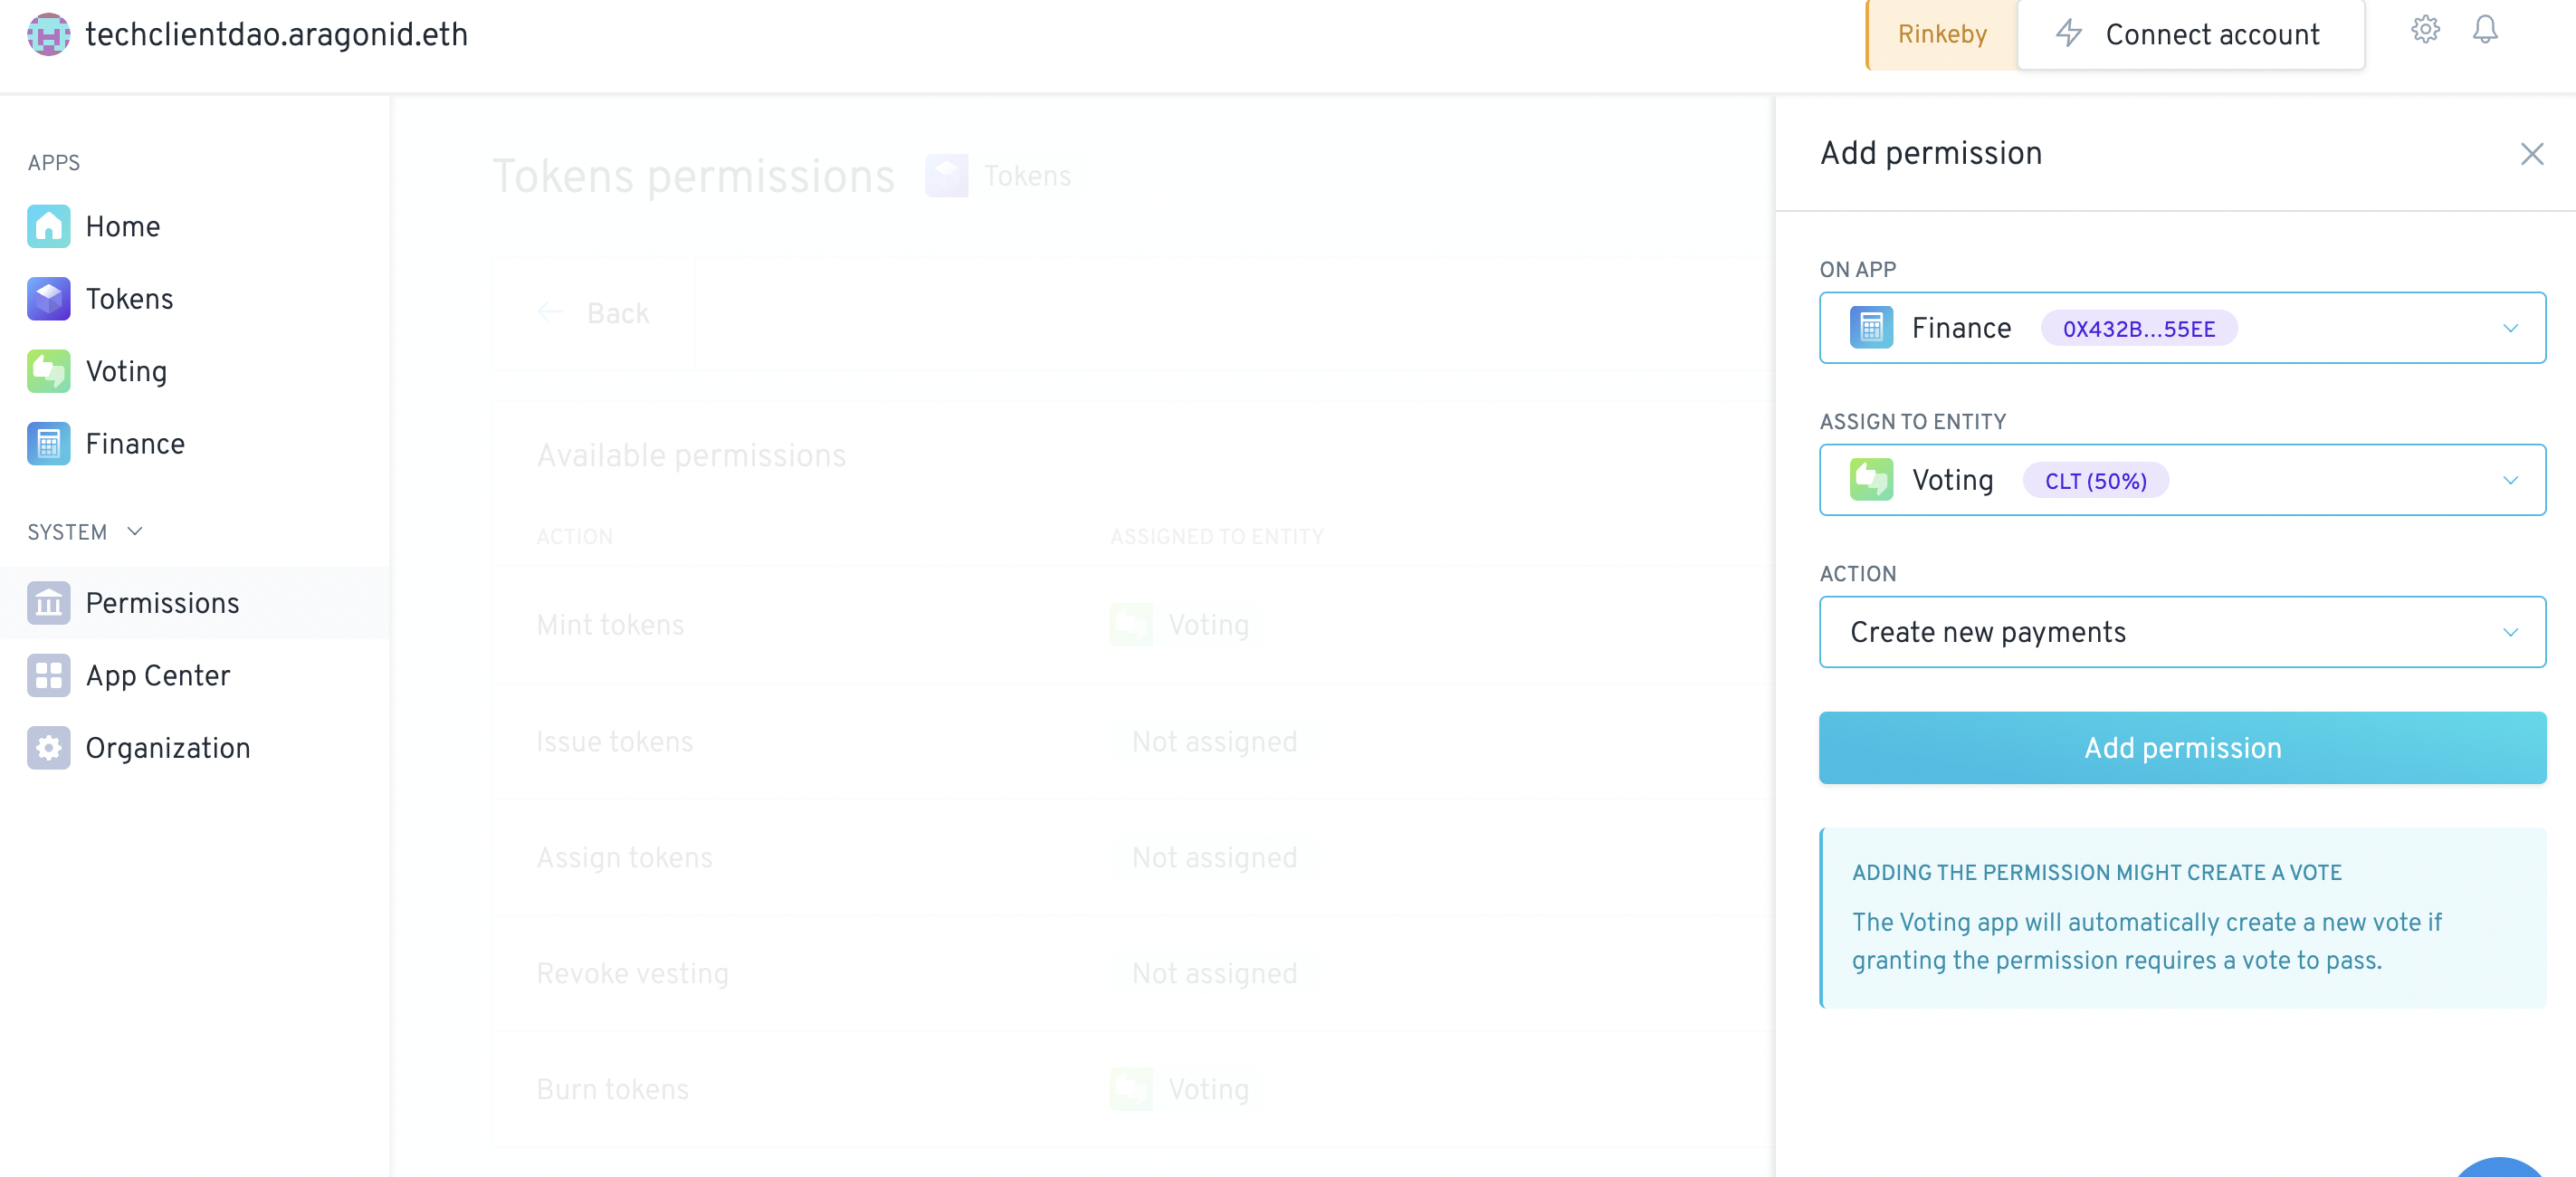 techclientdao.aragonid.eth
Rinkeby
Connect account
APPS
Home
Tokens
Voting
Finance
SYSTEM
Permissions
App Center
Organization
Tokens permissions
Tokens
Back
Available permissions
ACTION
ASSIGNED TO ENTITY
Mint tokens
Voting
Issue tokens
Not assigned
Assign tokens
Not assigned
Revoke vesting
Not assigned
Burn tokens
Voting
Add permission
ON APP
Finance
0X432B...55EE
ASSIGN TO ENTITY
Voting
CLT (50%)
ACTION
Create new payments
Add permission
ADDING THE PERMISSION MIGHT CREATE A VOTE
The Voting app will automatically create a new vote if
granting the permission requires a vote to pass.